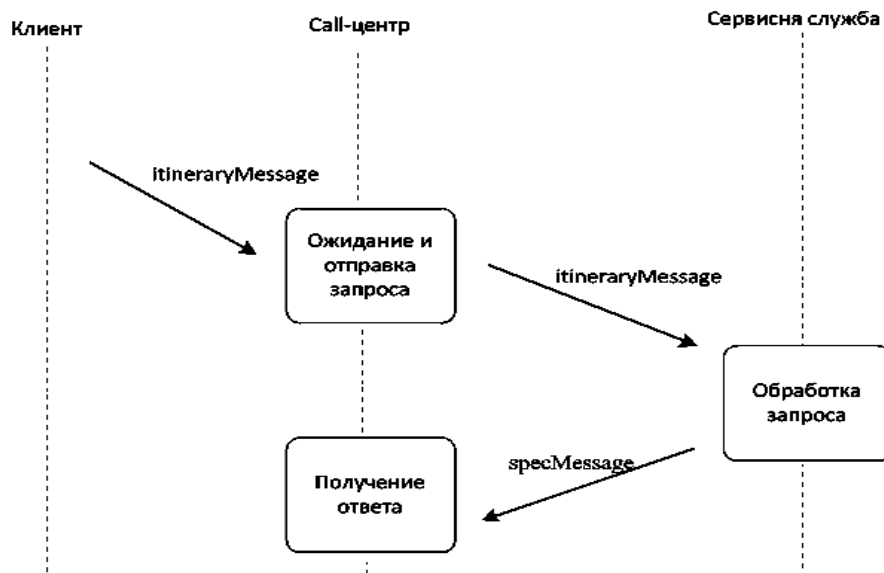 Клиент
Call-центр
Сервисня служба
itineraryMessage
Ожидание и
отправка
запроса
itineraryMessage
Обработка
запроса
specMessage
Получение
ответа